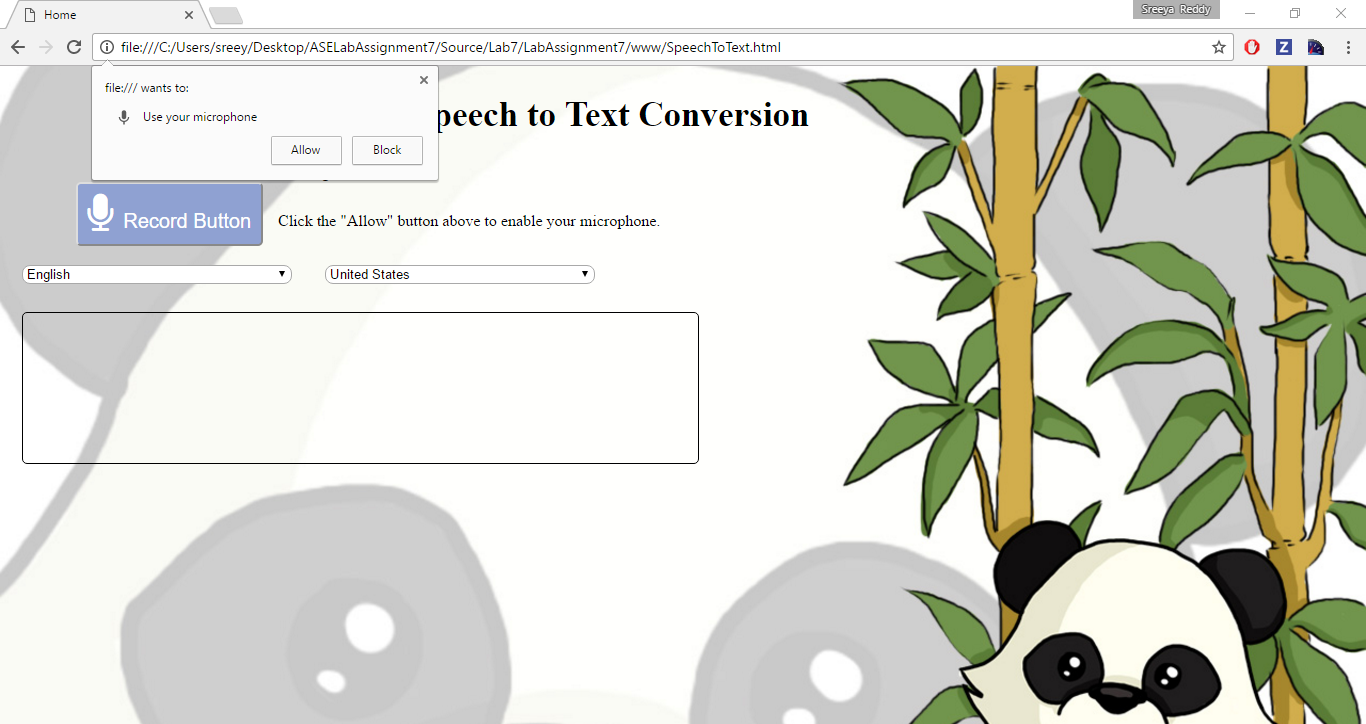 Home
Sreeya Reddy
file:///C:/Users/sreey/Desktop/ASELabAssignment7/Source/Lab7/LabAssignment7/www/SpeechToText.html
Z
file:/// wants to:
Use your microphone
Allow Block
peech to Text Conversion
Record Button
Click the "Allow" button above to enable your microphone.
English United States